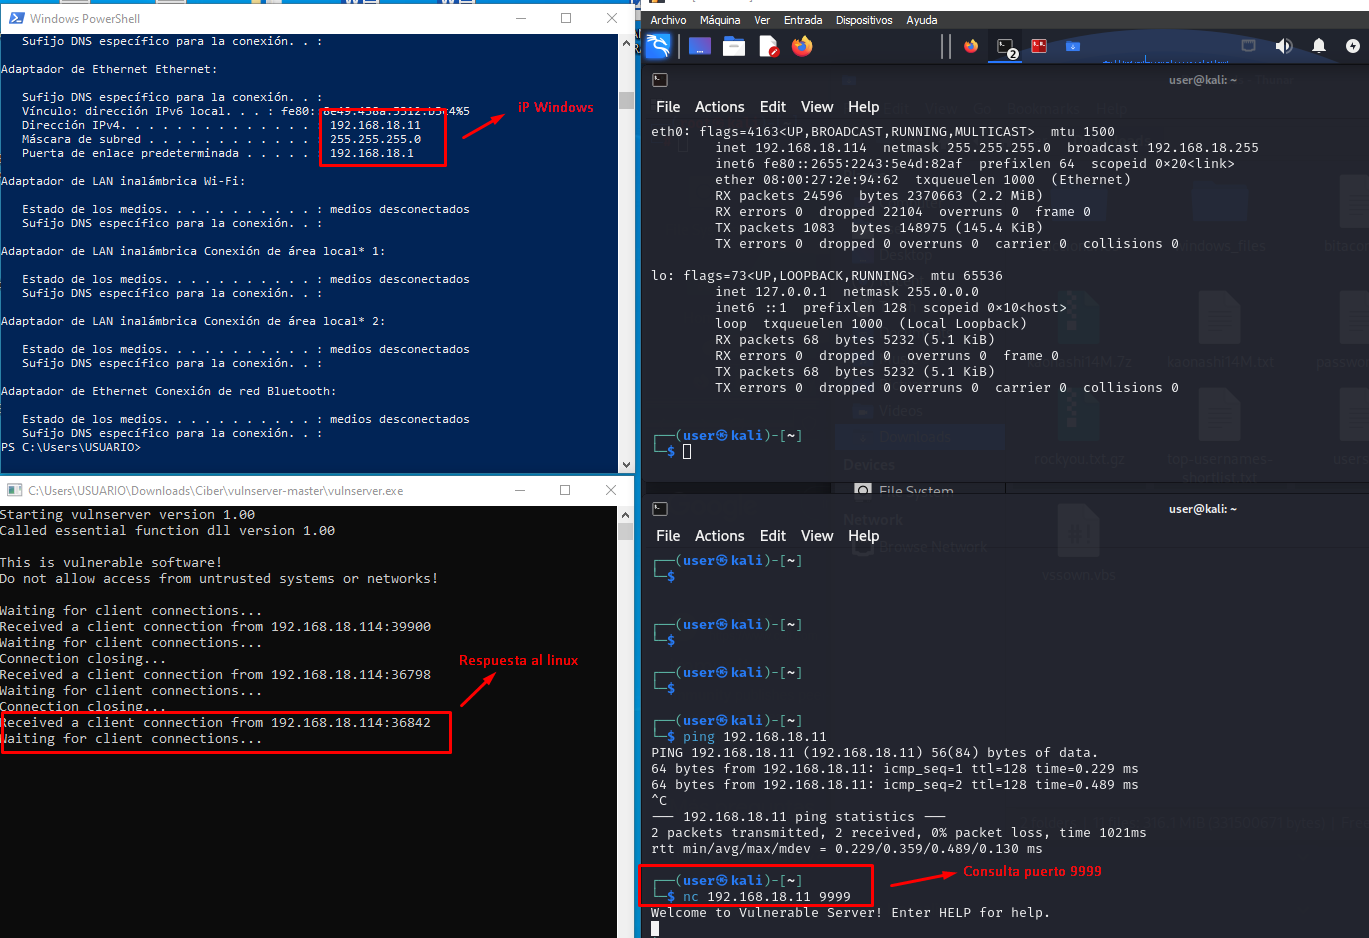 Windows PowerShell
Sufijo DNS específico para la conexión. . :
Adaptador de Ethernet Ethernet:
Sufijo DNS específico para la conexión. . :
Vínculo: dirección IPv6 local. . . :
Dirección IPv4. . . . . . . . . . . . . . : 192.168.18.11
Máscara de subred . . . . . . . . . . . . : 255.255.255.0
Puerta de enlace predeterminada . . . . . : 192.168.18.1
iP Windows
Adaptador de LAN inalámbrica Wi-Fi:
Estado de los medios. . . . . . . . . . . : medios desconectados
Sufijo DNS específico para la conexión. . :
Adaptador de LAN inalámbrica Conexión de área local* 1:
Estado de los medios. . . . . . . . . . . : medios desconectados
Sufijo DNS específico para la conexión. . :
Adaptador de LAN inalámbrica Conexión de área local* 2:
Estado de los medios. . . . . . . . . . . : medios desconectados
Sufijo DNS específico para la conexión. . :
Adaptador de Ethernet Conexión de red Bluetooth:
Estado de los medios. . . . . . . . . . . : medios desconectados
Sufijo DNS específico para la conexión. . :
PS C:\Users\USUARIO>
C:\Users\USUARIO\Downloads\Ciber\vulnserver-master\vulnserver.exe
Starting vulnserver version 1.00
Called essential function dll version 1.00
This is vulnerable software!
Do not allow access from untrusted systems or networks!
Waiting for client connections...
Received a client connection from 192.168.18.114:39900
Waiting for client connections...
Connection closing...
Received a client connection from 192.168.18.114:36798
Waiting for client connections...
Connection closing...
Received a client connection from 192.168.18.114:36842
Waiting for client connections...
Respuesta al linux
Archivo Máquina Ver Entrada Dispositivos Ayuda
2
user@kali: ~
File Actions Edit View Help
eth0: flags=4163<UP,BROADCAST,RUNNING,MULTICAST> mtu 1500
inet 192.168.18.114 netmask 255.255.255.0 broadcast 192.168.18.255
inet6 fe80::2655:2243:5e4d:82af prefixlen 64 scopeid 0×20<link>
ether 08:00:27:2e:94:62 txqueuelen 1000 (Ethernet)
RX packets 24596 bytes 2370663 (2.2 MiB)
RX errors 0 dropped 22104 overruns 0 frame 0
TX packets 1083 bytes 148975 (145.4 KiB)
TX errors 0 dropped 0 overruns 0 carrier 0 collisions 0
lo: flags=73<UP,LOOPBACK,RUNNING> mtu 65536
inet 127.0.0.1 netmask 255.0.0.0
inet6 ::1 prefixlen 128 scopeid 0×10<host>
loop txqueuelen 1000 (Local Loopback)
RX packets 68 bytes 5232 (5.1 KiB)
RX errors 0 dropped 0 overruns 0 frame 0
TX packets 68 bytes 5232 (5.1 KiB)
TX errors 0 dropped 0 overruns 0 carrier 0 collisions 0
Desktop
kaonashi14M.7z
kaonashi14M.txt
Videos
Downloads
rockyou.txt.gz
top-usernames-shortlist.txt
Devices
File System
┌──(user㉿kali)-[~]
└─$
user@kali: ~
File Actions Edit View Help
Network
Browse Network
vssown.vbs
┌──(user㉿kali)-[~]
└─$
┌──(user㉿kali)-[~]
└─$
┌──(user㉿kali)-[~]
└─$
┌──(user㉿kali)-[~]
└─$ ping 192.168.18.11
PING 192.168.18.11 (192.168.18.11) 56(84) bytes of data.
64 bytes from 192.168.18.11: icmp_seq=1 ttl=128 time=0.229 ms
64 bytes from 192.168.18.11: icmp_seq=2 ttl=128 time=0.489 ms
^C
--- 192.168.18.11 ping statistics ---
2 packets transmitted, 2 received, 0% packet loss, time 1021ms
rtt min/avg/max/mdev = 0.229/0.359/0.489/0.130 ms
┌──(user㉿kali)-[~]
└─$ nc 192.168.18.11 9999
Consulta puerto 9999
Welcome to Vulnerable Server! Enter HELP for help.